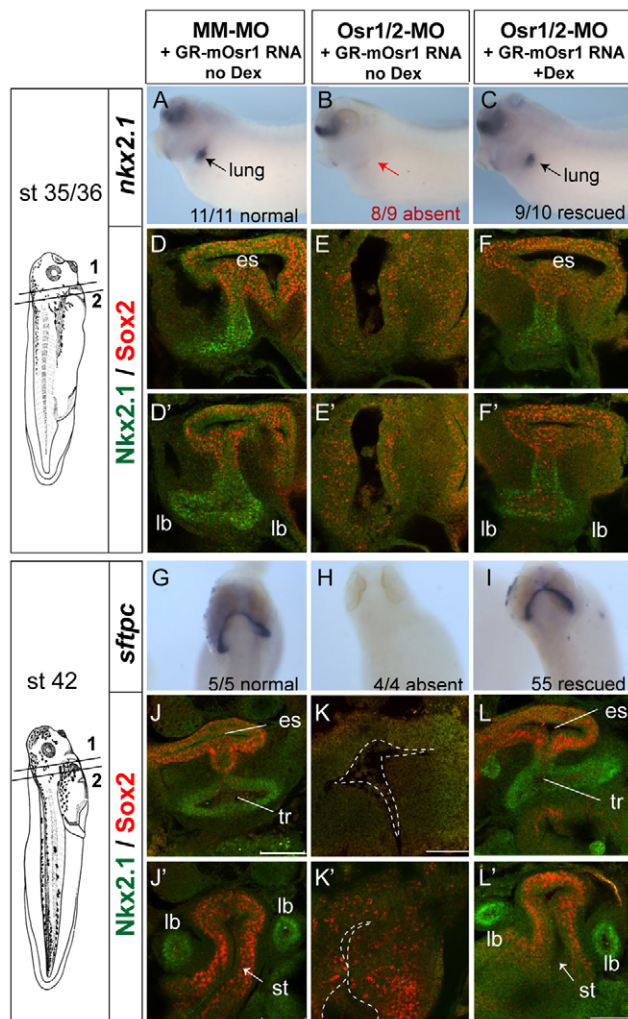 MM-MO
+ GR-mOsr1 RNA
no Dex
Osr1/2-MO
+ GR-mOsr1 RNA
no Dex
Osr1/2-MO
+ GR-mOsr1 RNA
+Dex
st 35/36
1
2
nkx2.1
A
lung
11/11 normal
B
8/9 absent
C
lung
9/10 rescued
Nkx2.1 / Sox2
D
es
E
F
es
D'
lb
lb
E'
F'
lb
lb
st 42
1
2
sftpc
G
5/5 normal
H
4/4 absent
I
55 rescued
Nkx2.1 / Sox2
J
es
tr
K
L
es
tr
J'
lb
lb
st
K'
L'
lb
lb
st